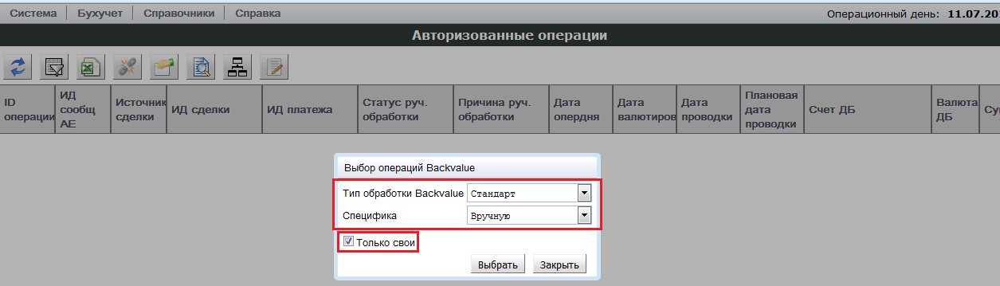 Система Бухучет Справочники Справка Операционный день: 11.07.20
Авторизованные операции
ID операции
ИД сообщ АЕ
Источник сделки
ИД сделки
ИД платежа
Статус руч. обработки
Причина руч. обработки
Дата опердня
Дата валютиров
Дата проводки
Плановая дата проводки
Счет ДБ
Валюта ДБ
Выбор операций Backvalue
Тип обработки Backvalue Стандарт
Специфика Вручную
Только свои
Выбрать Закрыть